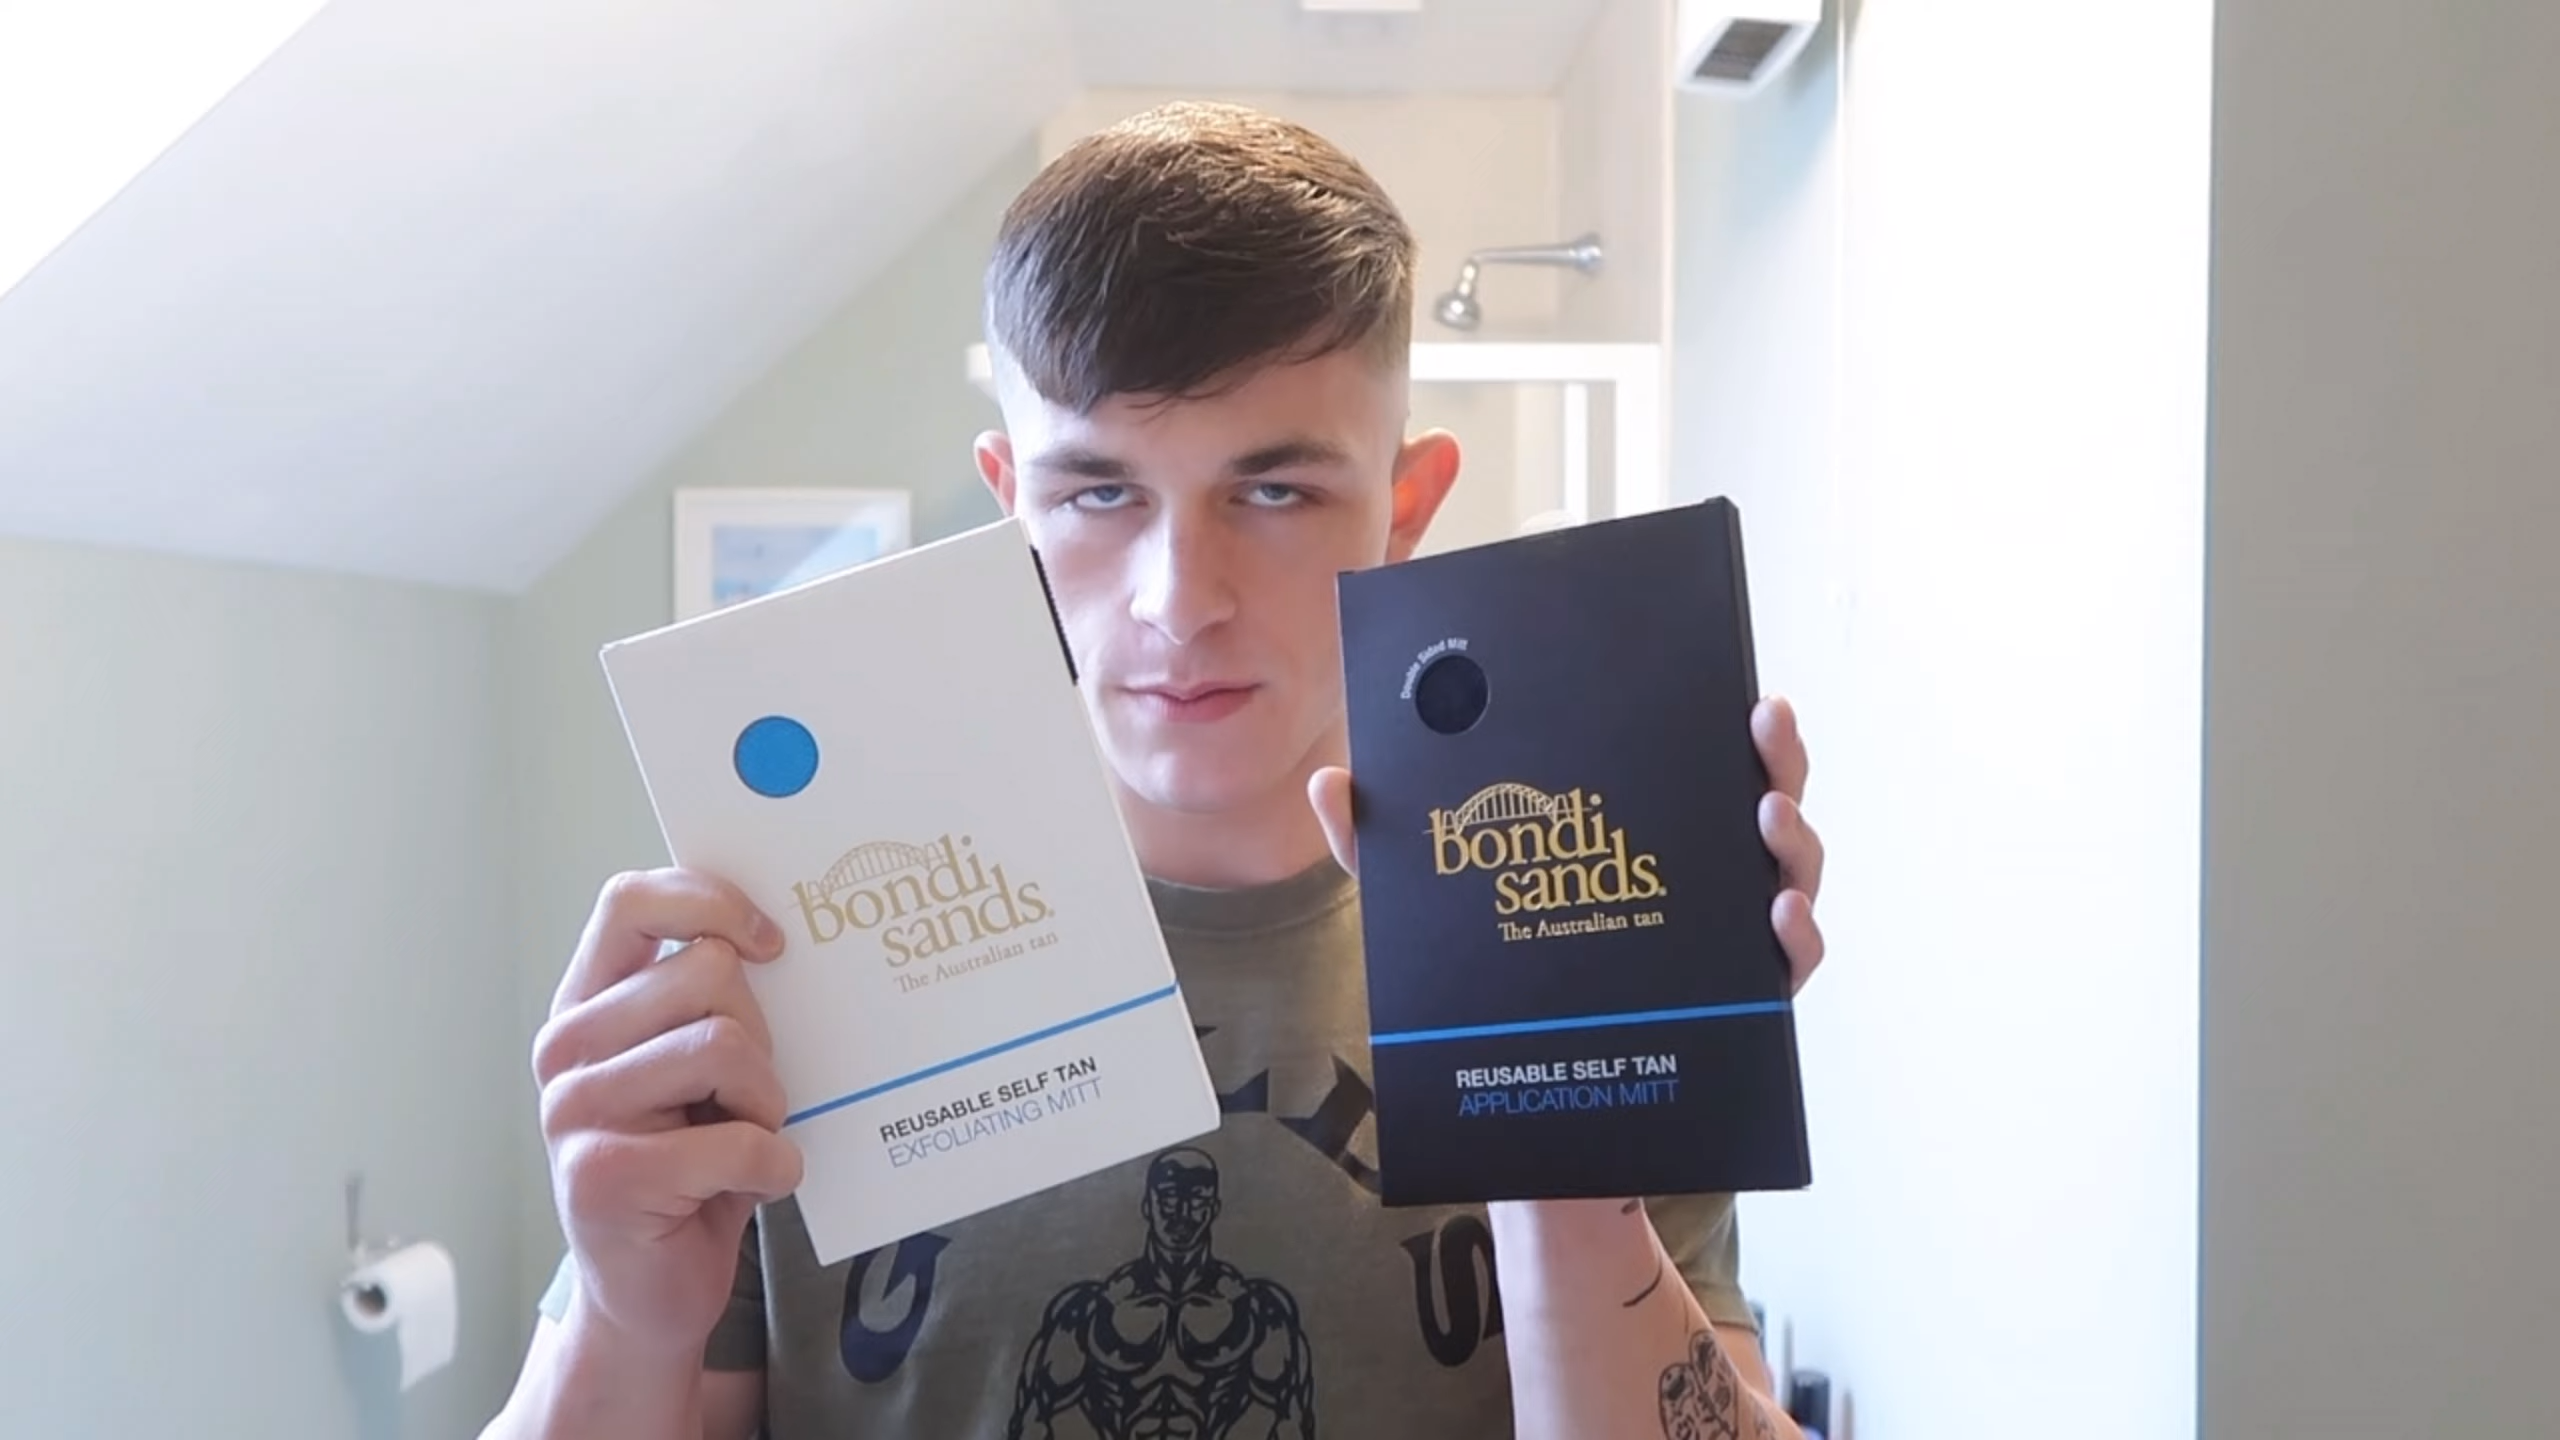 bondi
sands.
The Australian tan
REUSABLE SELF TAN
EXFOLIATING MITT
Double Sided Mitt
bondi
sands.
The Australian tan
REUSABLE SELF TAN
APPLICATION MITT
G
S